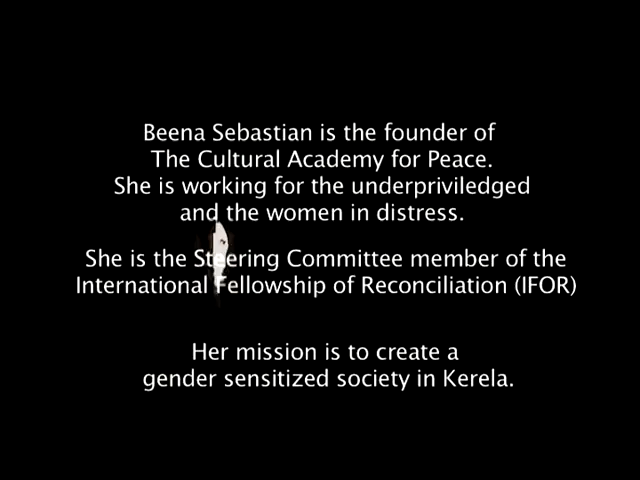 Beena Sebastian is the founder of
The Cultural Academy for Peace.
She is working for the underpriviledged
and the women in distress.
She is the Steering Committee member of the
International Fellowship of Reconciliation (IFOR)
Her mission is to create a
gender sensitized society in Kerela.